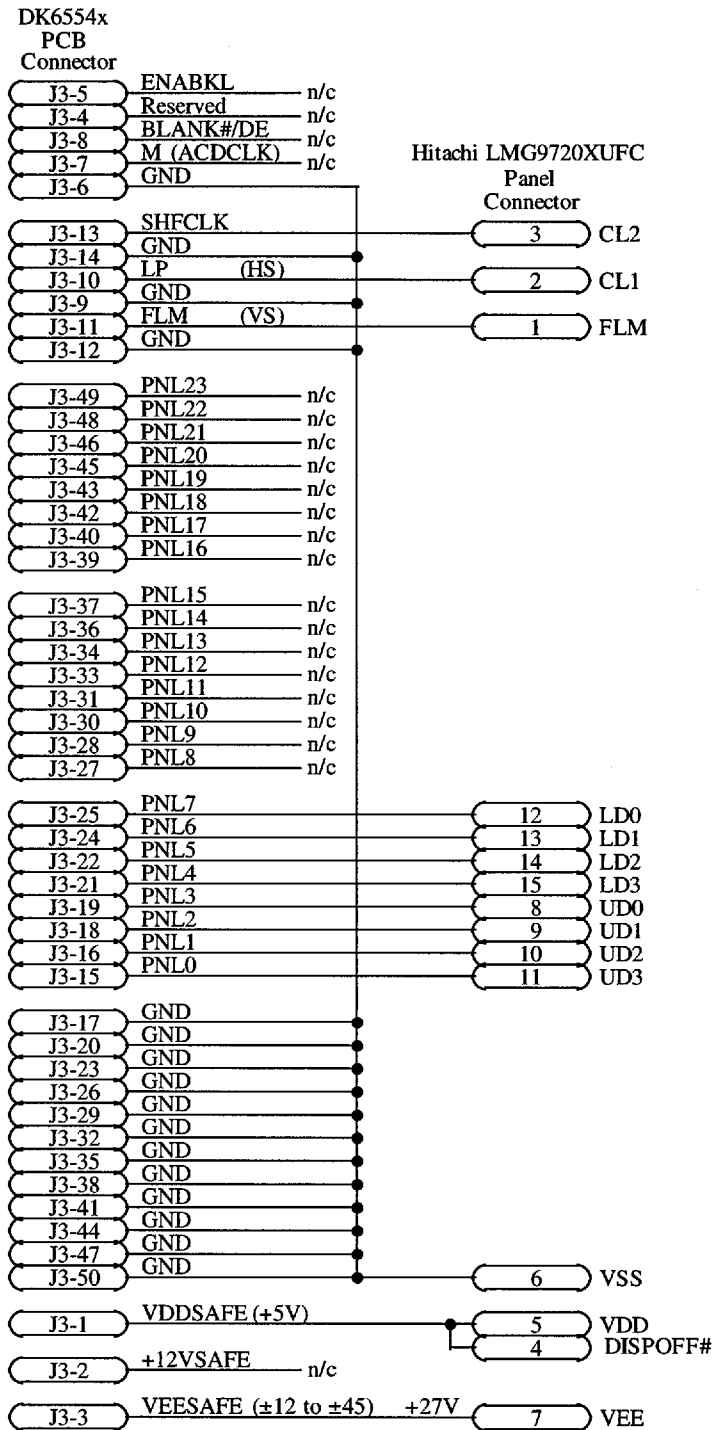 DK6554x
PCB
Connector
J3-5 ENABKL n/c
J3-4 Reserved n/c
J3-8 BLANK#/DE n/c
J3-7 M (ACDCLK) n/c
J3-6 GND
Hitachi LMG9720XUFC
Panel
Connector
J3-13 SHFCLK 3 CL2
J3-14 GND
J3-10 LP (HS) 2 CL1
J3-9 GND
J3-11 FLM (VS) 1 FLM
J3-12 GND
J3-49 PNL23 n/c
J3-48 PNL22 n/c
J3-46 PNL21 n/c
J3-45 PNL20 n/c
J3-43 PNL19 n/c
J3-42 PNL18 n/c
J3-40 PNL17 n/c
J3-39 PNL16 n/c
J3-37 PNL15 n/c
J3-36 PNL14 n/c
J3-34 PNL13 n/c
J3-33 PNL12 n/c
J3-31 PNL11 n/c
J3-30 PNL10 n/c
J3-28 PNL9 n/c
J3-27 PNL8 n/c
J3-25 PNL7 12 LD0
J3-24 PNL6 13 LD1
J3-22 PNL5 14 LD2
J3-21 PNL4 15 LD3
J3-19 PNL3 8 UD0
J3-18 PNL2 9 UD1
J3-16 PNL1 10 UD2
J3-15 PNL0 11 UD3
J3-17 GND
J3-20 GND
J3-23 GND
J3-26 GND
J3-29 GND
J3-32 GND
J3-35 GND
J3-38 GND
J3-41 GND
J3-44 GND
J3-47 GND
J3-50 GND 6 VSS
J3-1 VDDSAFE (+5V) 5 VDD
4 DISPOFF#
J3-2 +12VSAFE n/c
J3-3 VEESAFE (±12 to ±45) +27V 7 VEE